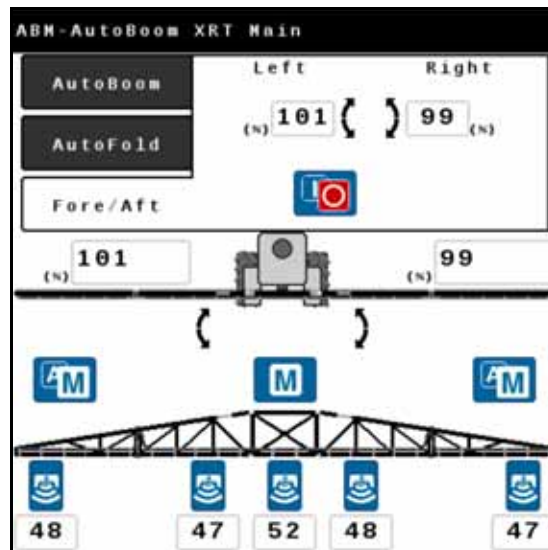 ABM-AutoBoom XRT Main
Left Right
AutoBoom
(%) 101 99 (%)
AutoFold
Fore/Aft
(%) 101 (%) 99
A M M A M
48 47 52 48 47